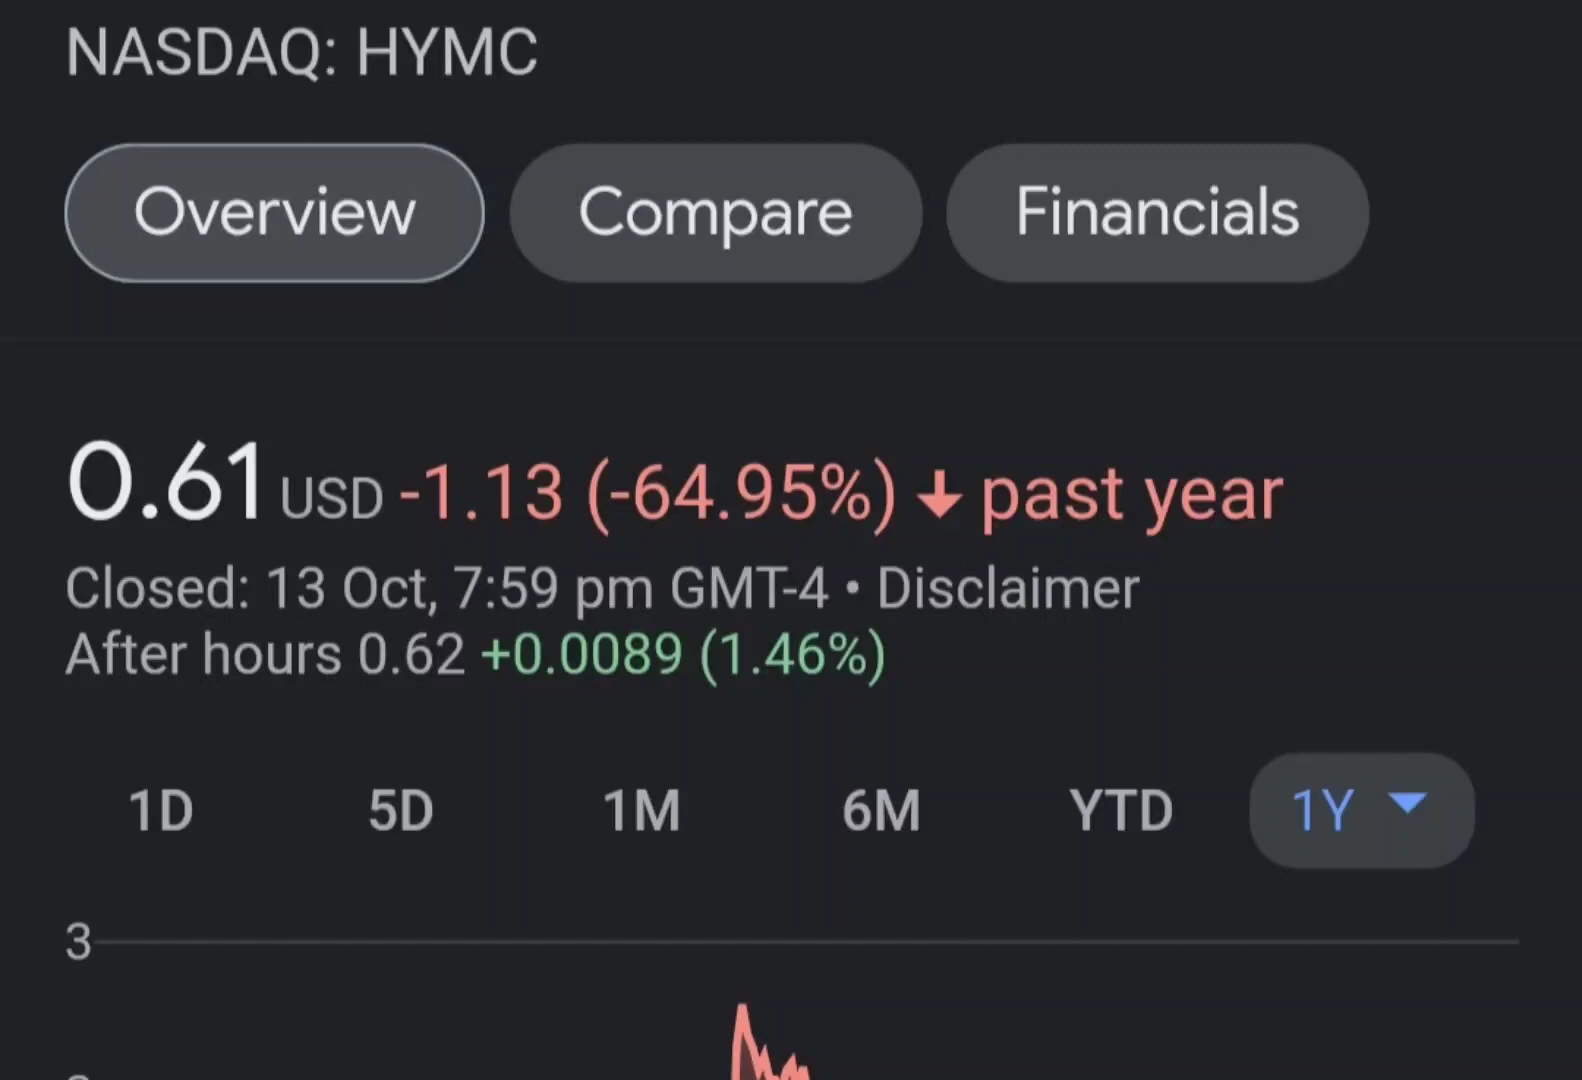 NASDAQ: HYMC
Overview Compare Financials
0.61 USD -1.13 (-64.95%) ↓ past year
Closed: 13 Oct, 7:59 pm GMT-4 • Disclaimer
After hours 0.62 +0.0089 (1.46%)
1D 5D 1M 6M YTD 1Y
3